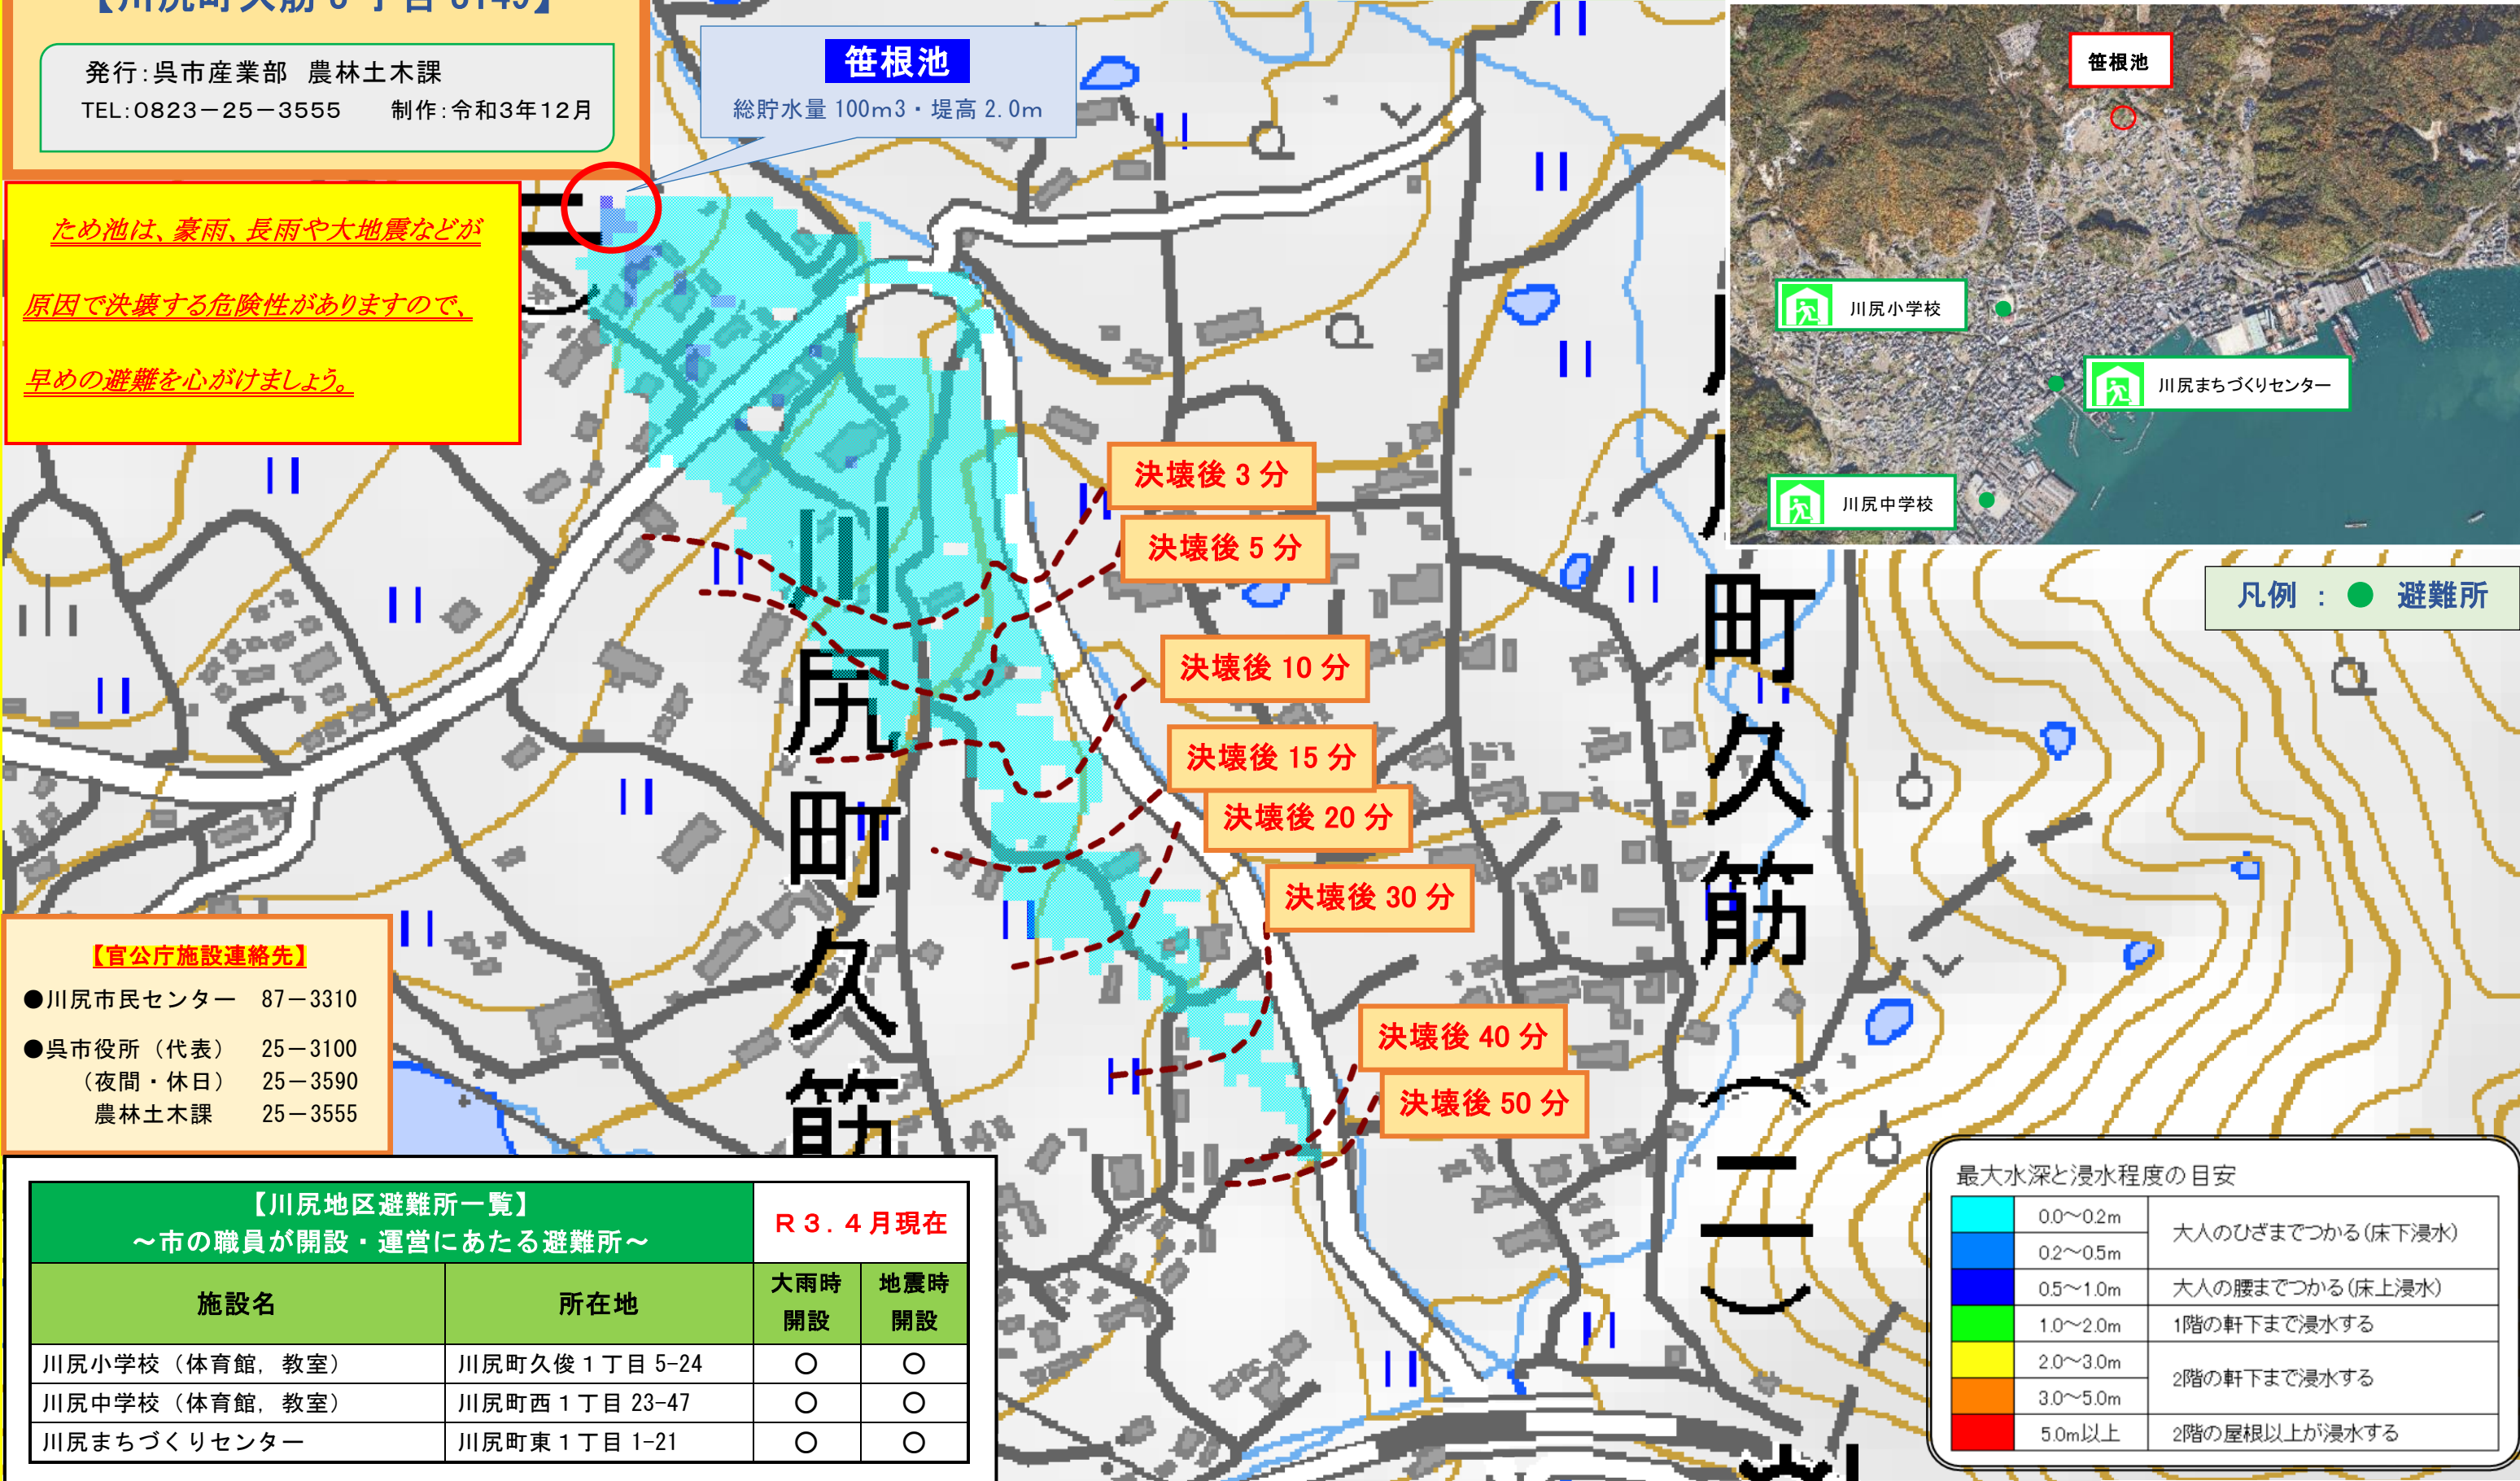 【川尻町久筋3丁目6149】
発行:呉市産業部 農林土木課
TEL:0823-25-3555 制作:令和3年12月
笹根池
総貯水量 100m3・堤高 2.0m
ため池は、豪雨、長雨や大地震などが
原因で決壊する危険性がありますので、
早めの避難を心がけましょう。
笹根池
川尻小学校
川尻まちづくりセンター
川尻中学校
凡例 : ● 避難所
決壊後 3 分
決壊後 5 分
決壊後 10 分
決壊後 15 分
決壊後 20 分
決壊後 30 分
決壊後 40 分
決壊後 50 分
川尻町久筋
町久筋(二)
【官公庁施設連絡先】
●川尻市民センター 87-3310
●呉市役所(代表) 25-3100
(夜間・休日) 25-3590
農林土木課 25-3555
【川尻地区避難所一覧】
~市の職員が開設・運営にあたる避難所~
R3.4月現在
施設名 所在地 大雨時開設 地震時開設
川尻小学校(体育館, 教室) 川尻町久俊1丁目 5-24 ○ ○
川尻中学校(体育館, 教室) 川尻町西1丁目 23-47 ○ ○
川尻まちづくりセンター 川尻町東1丁目 1-21 ○ ○
最大水深と浸水程度の目安
0.0~0.2m 大人のひざまでつかる(床下浸水)
0.2~0.5m
0.5~1.0m 大人の腰までつかる(床上浸水)
1.0~2.0m 1階の軒下まで浸水する
2.0~3.0m 2階の軒下まで浸水する
3.0~5.0m
5.0m以上 2階の屋根以上が浸水する